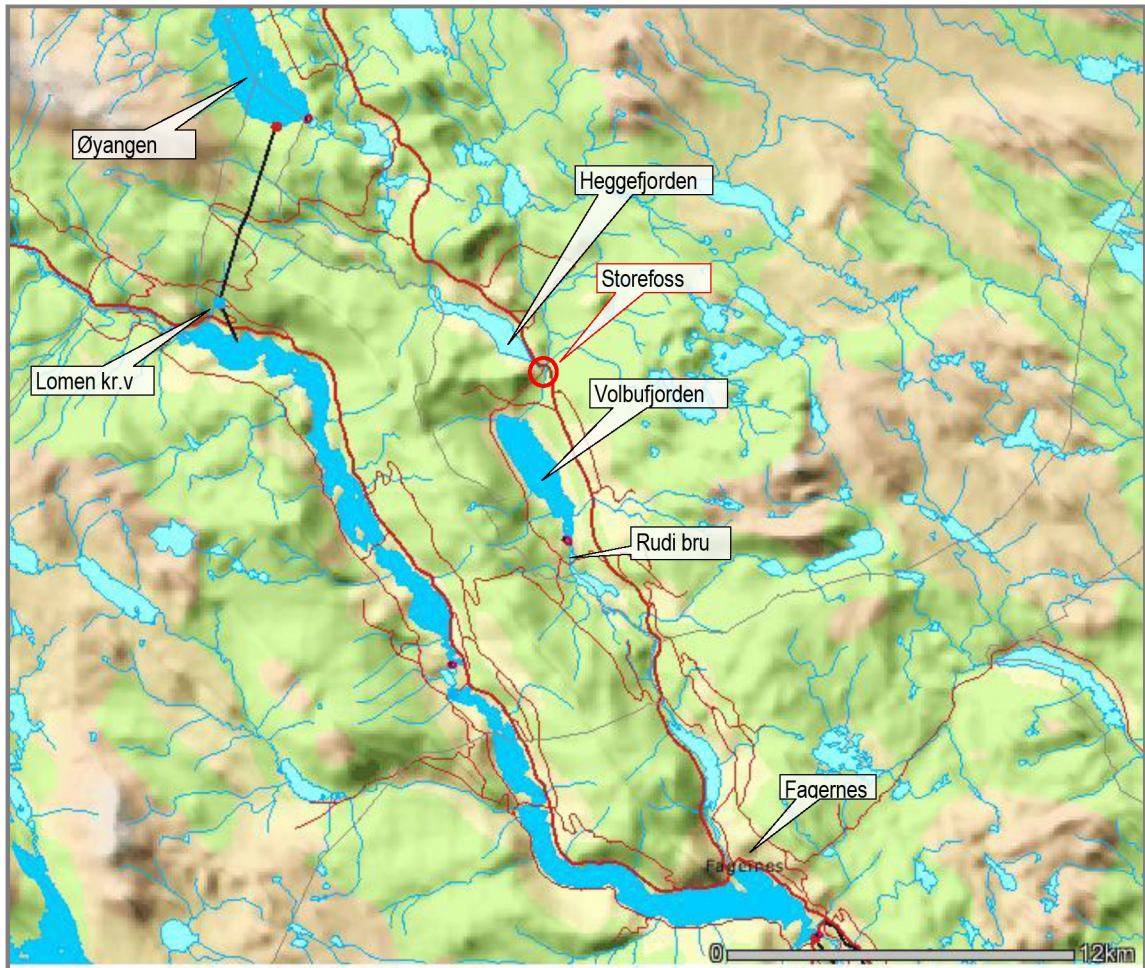 Øyangen
Heggefjorden
Storefoss
Lomen kr.v
Volbufjorden
Rudi bru
Fagernes
Fagernes
0 12km